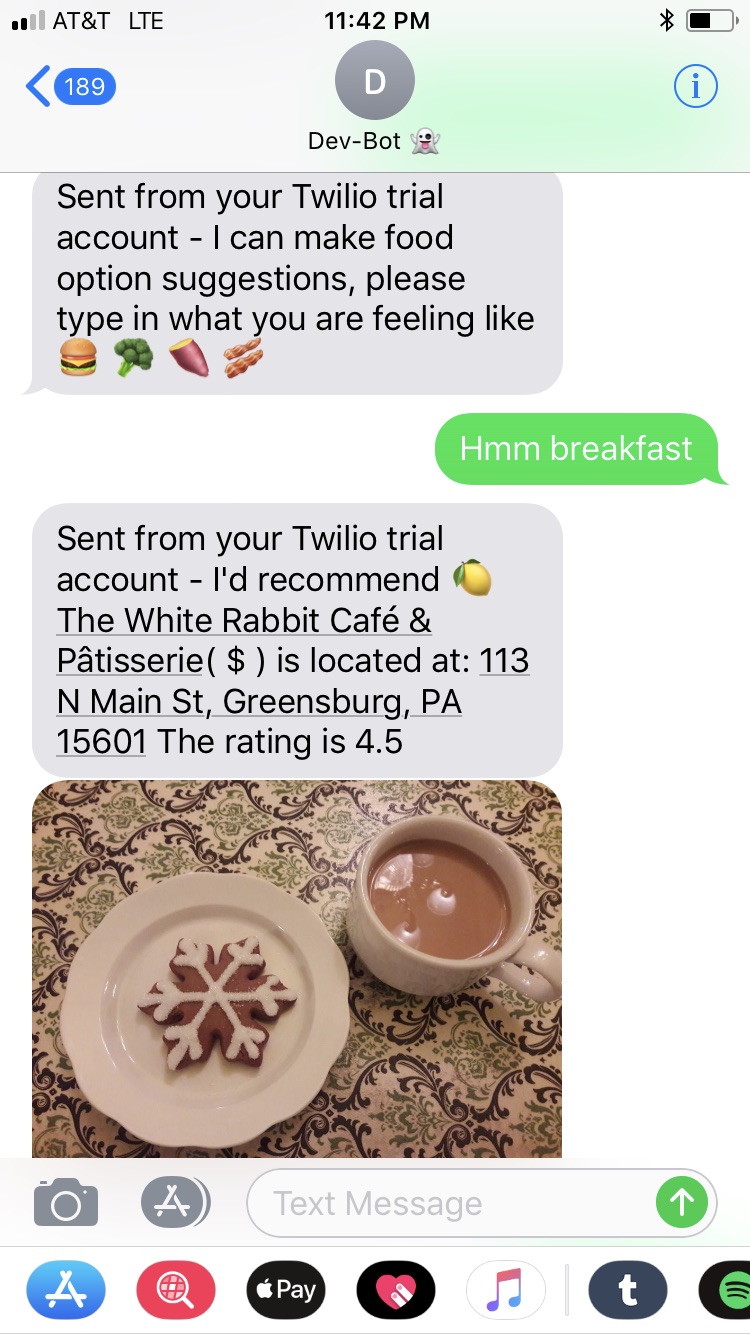 AT&T LTE 11:42 PM
189
D
Dev-Bot 👻
Sent from your Twilio trial
account - I can make food
option suggestions, please
type in what you are feeling like
🍔 🥦 🍠 🥓
Hmm breakfast
Sent from your Twilio trial
account - I'd recommend 🍋
The White Rabbit Café &
Pâtisserie( $ ) is located at: 113
N Main St, Greensburg, PA
15601 The rating is 4.5
Text Message
Pay